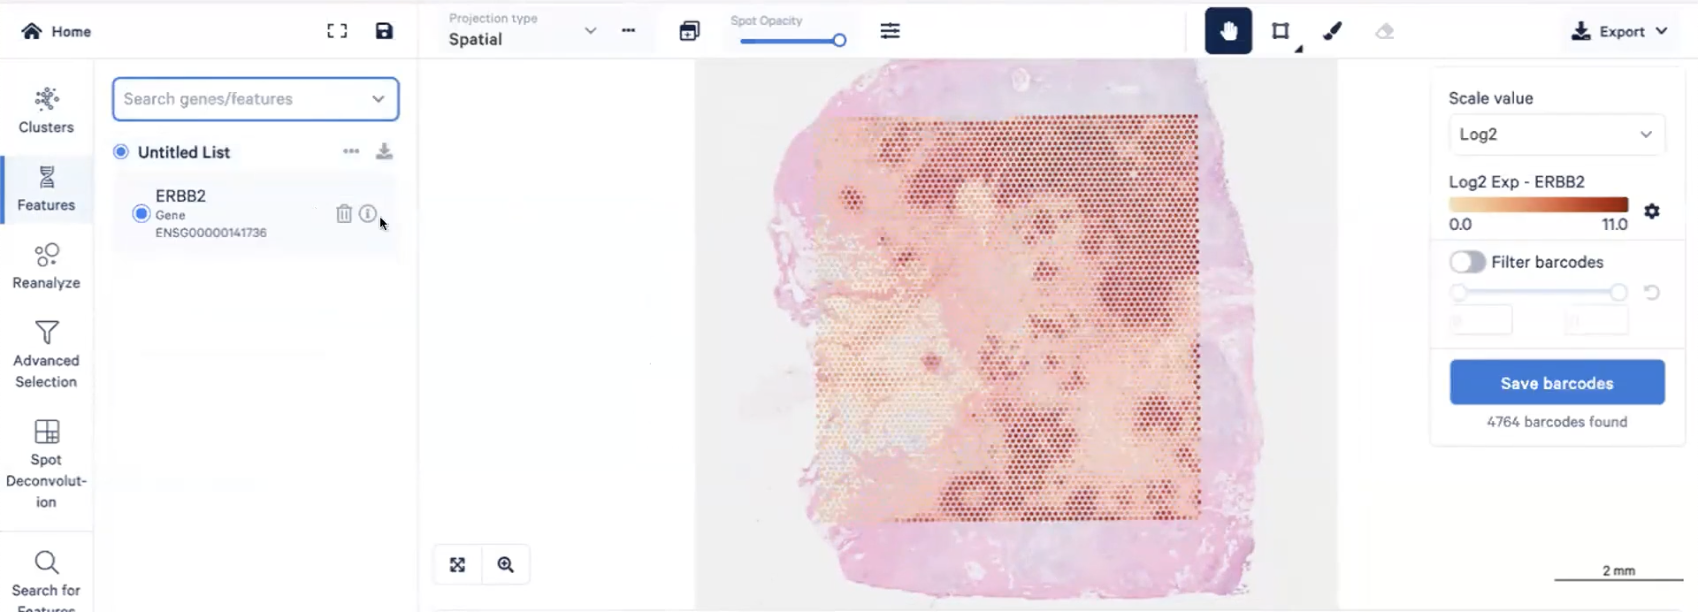 Home
Projection type
Spatial
Spot Opacity
Export
Clusters
Features
Reanalyze
Advanced
Selection
Spot
Deconvolut-
ion
Search for
Features
Search genes/features
Untitled List
ERBB2
Gene
ENSG00000141736
Scale value
Log2
Log2 Exp - ERBB2
0.0 11.0
Filter barcodes
Save barcodes
4764 barcodes found
2 mm